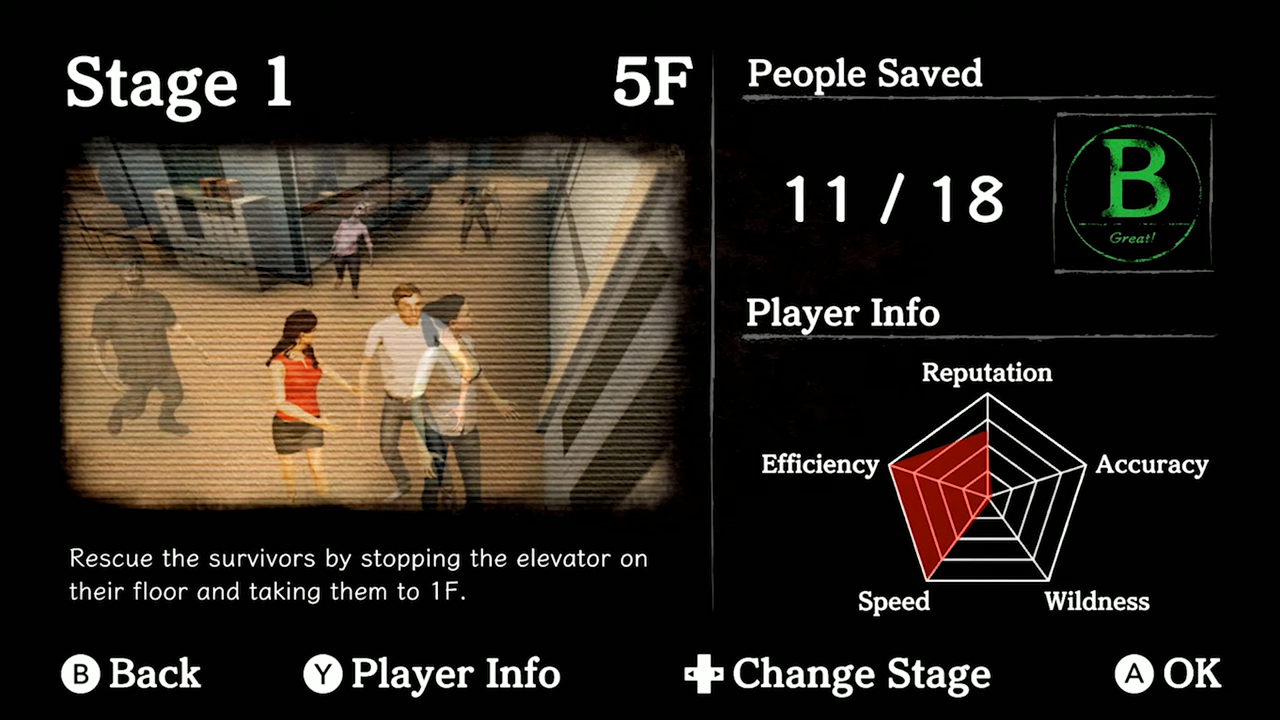 Stage 1
5F
Rescue the survivors by stopping the elevator on
their floor and taking them to 1F.
People Saved
11 / 18
B
Great!
Player Info
Reputation
Efficiency
Accuracy
Speed
Wildness
B Back
Y Player Info
Change Stage
A OK